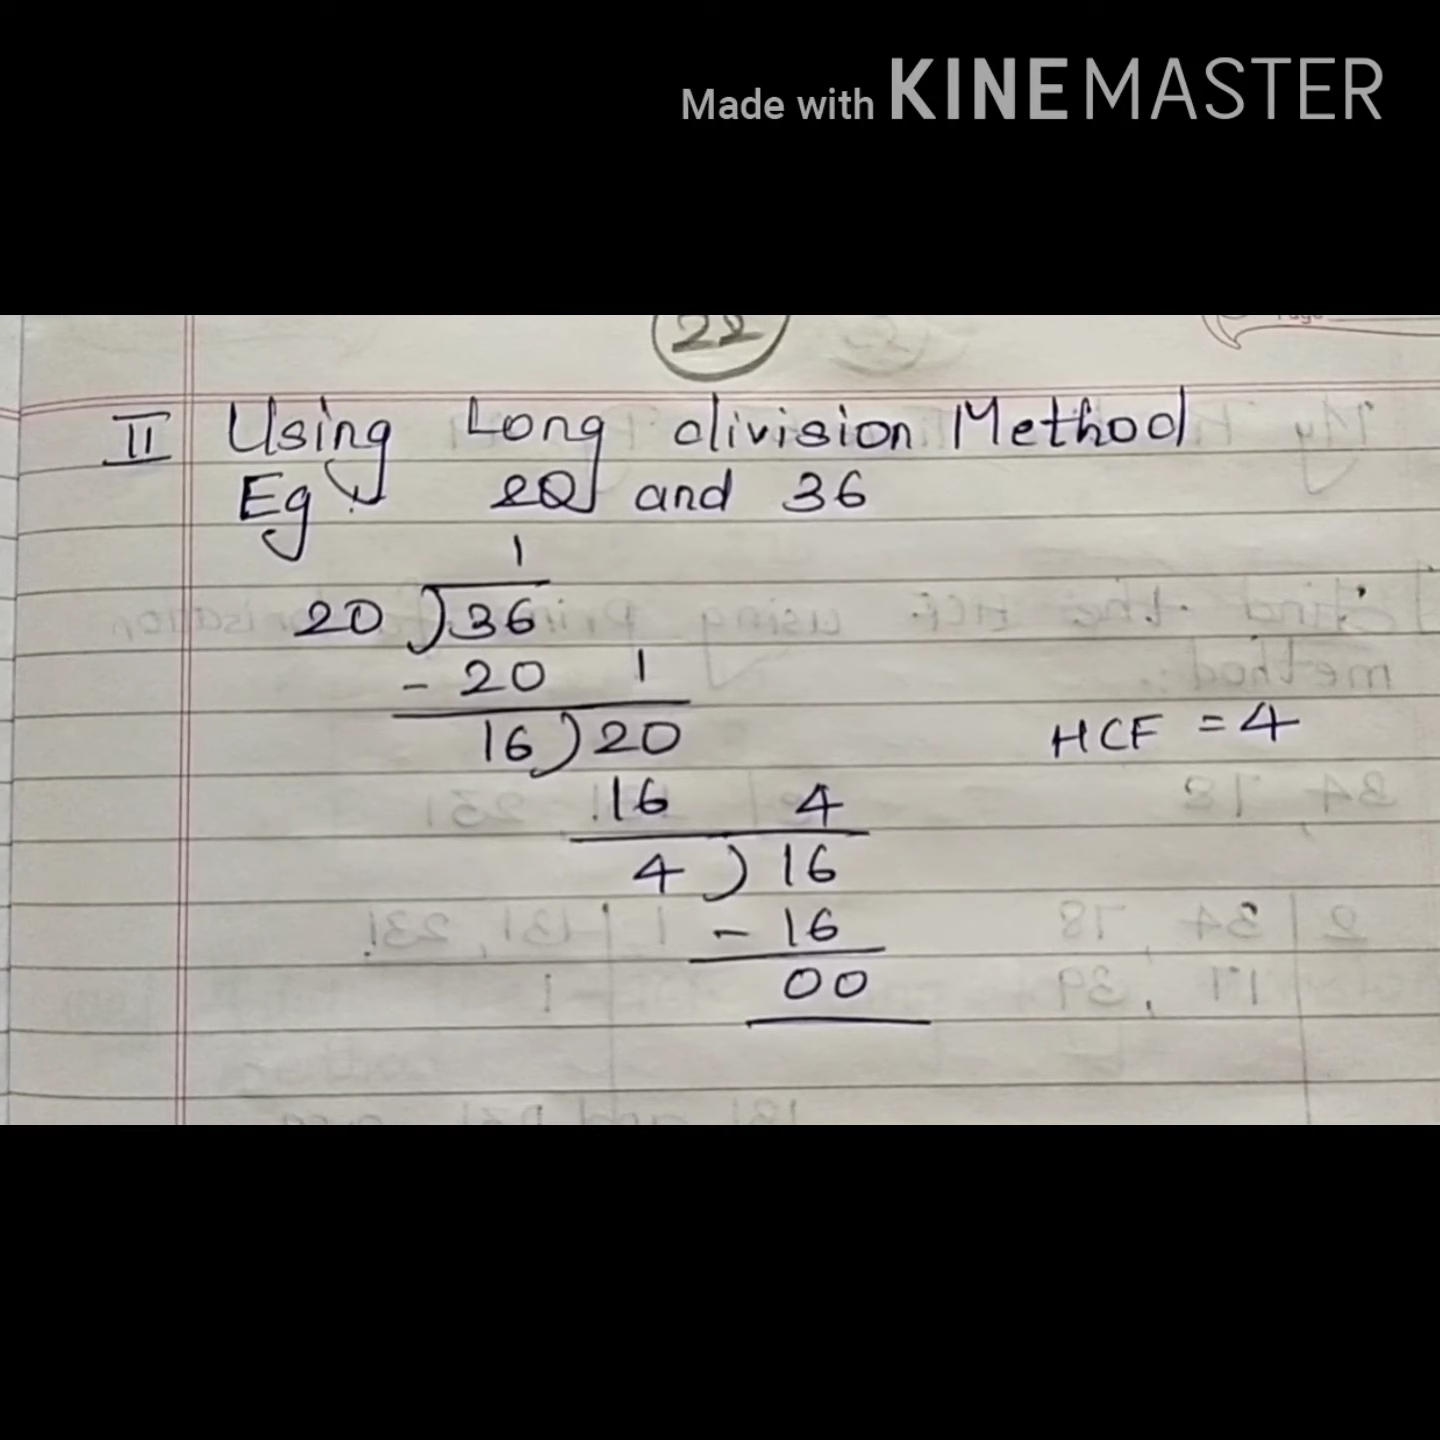 Made with KINEMASTER
22
II Using Long division Method
Eg: 20 and 36
1
20 ) 36
- 20 1
16 ) 20
HCF = 4
16 4
4 ) 16
- 16
00